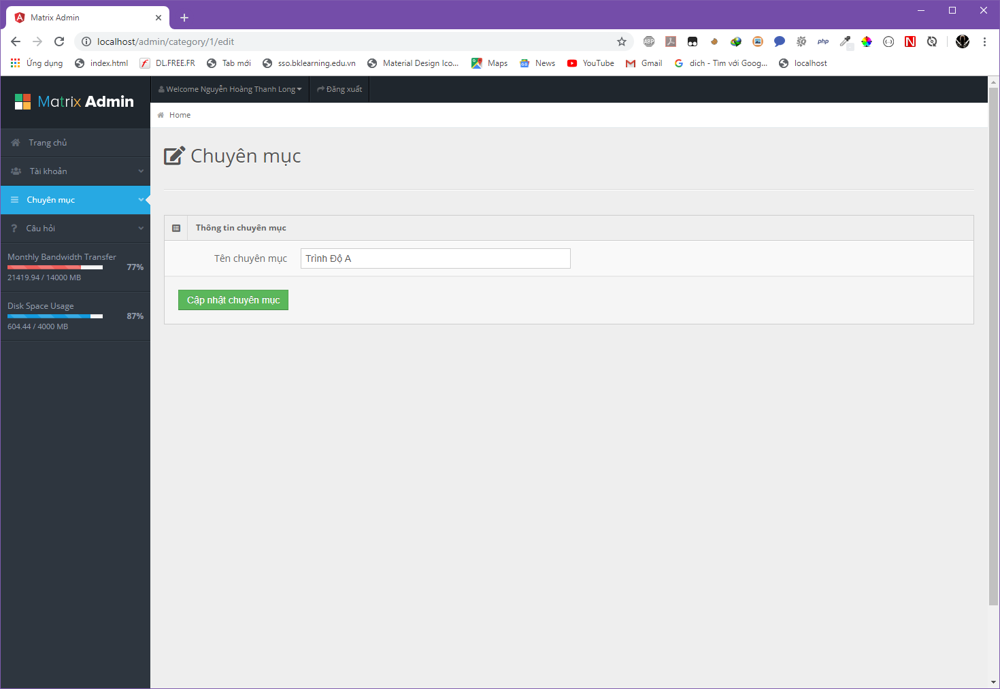 Matrix Admin
localhost/admin/category/1/edit
ABP php N
Ứng dụng index.html f DL.FREE.FR Tab mới sso.bklearning.edu.vn Material Design Ico... Maps News YouTube Gmail dich - Tìm với Goog... localhost
Matrix Admin
Welcome Nguyễn Hoàng Thanh Long Đăng xuất
Home
Trang chủ
Tài khoản
Chuyên mục
Câu hỏi
Monthly Bandwidth Transfer
77%
21419.94 / 14000 MB
Disk Space Usage
87%
604.44 / 4000 MB
Chuyên mục
Thông tin chuyên mục
Tên chuyên mục Trình Độ A
Cập nhật chuyên mục